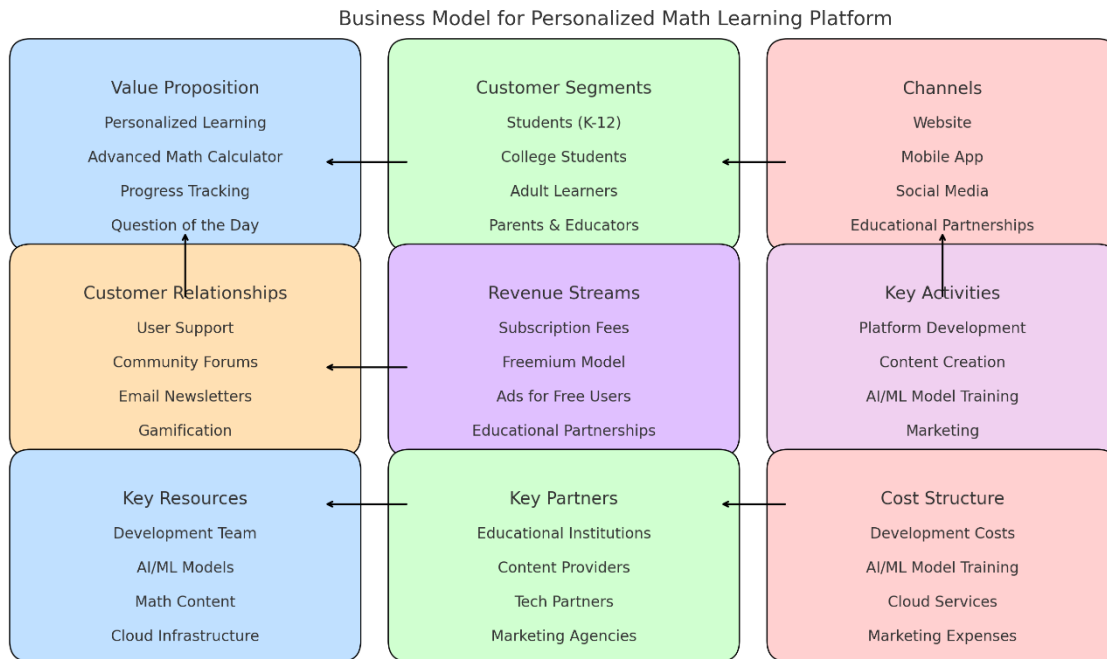 Business Model for Personalized Math Learning Platform
Value Proposition
Personalized Learning
Advanced Math Calculator
Progress Tracking
Question of the Day
Customer Segments
Students (K-12)
College Students
Adult Learners
Parents & Educators
Channels
Website
Mobile App
Social Media
Educational Partnerships
Customer Relationships
User Support
Community Forums
Email Newsletters
Gamification
Revenue Streams
Subscription Fees
Freemium Model
Ads for Free Users
Educational Partnerships
Key Activities
Platform Development
Content Creation
AI/ML Model Training
Marketing
Key Resources
Development Team
AI/ML Models
Math Content
Cloud Infrastructure
Key Partners
Educational Institutions
Content Providers
Tech Partners
Marketing Agencies
Cost Structure
Development Costs
AI/ML Model Training
Cloud Services
Marketing Expenses